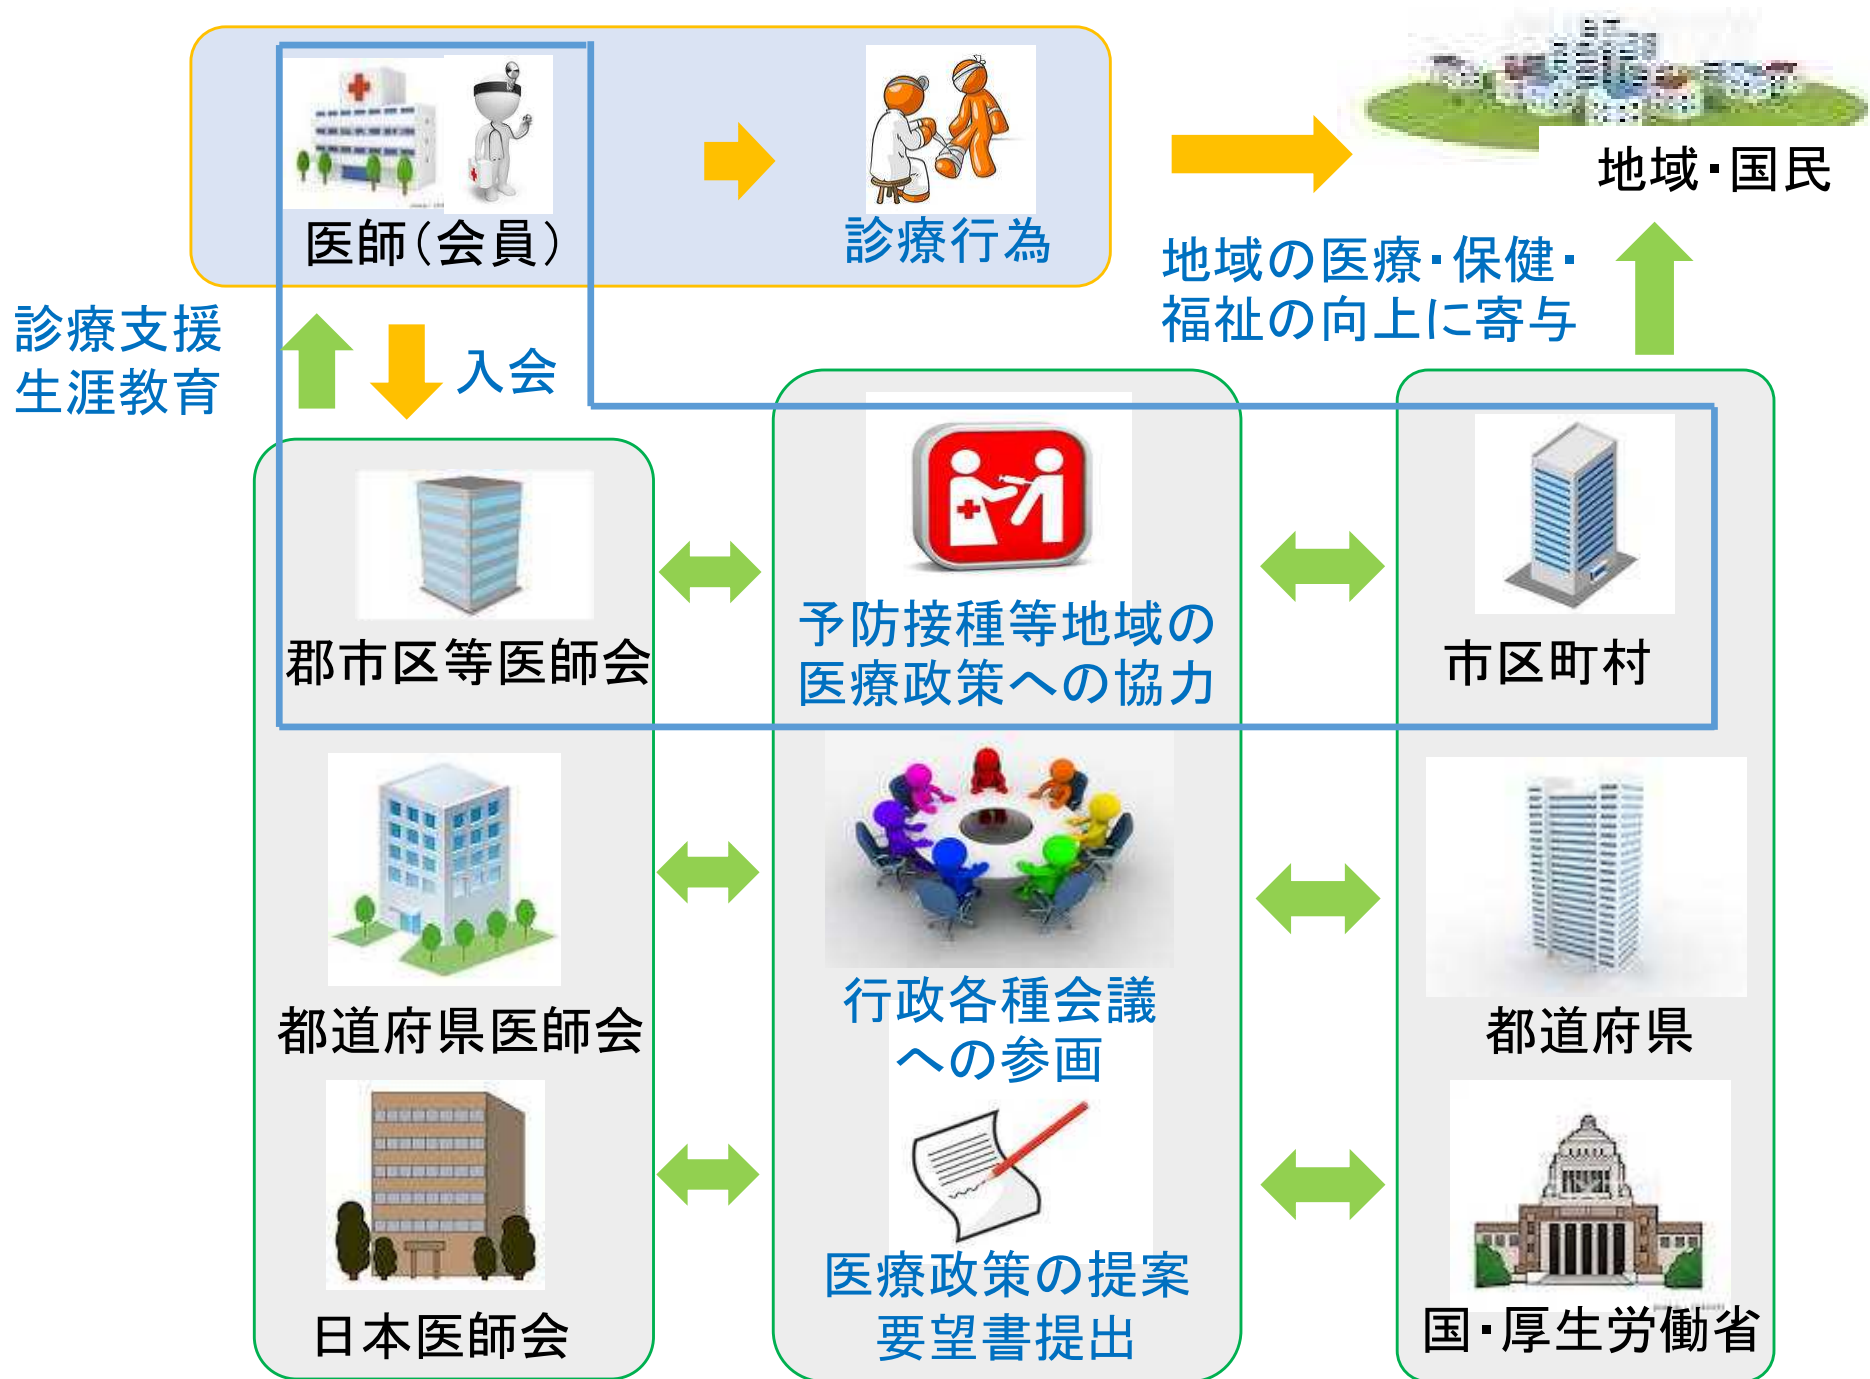 地域・国民
医師（会員）
診療行為
地域の医療・保健・
福祉の向上に寄与
診療支援
生涯教育
入会
予防接種等地域の
医療政策への協力
郡市区等医師会
市区町村
行政各種会議
への参画
都道府県医師会
都道府県
医療政策の提案
要望書提出
日本医師会
国・厚生労働省